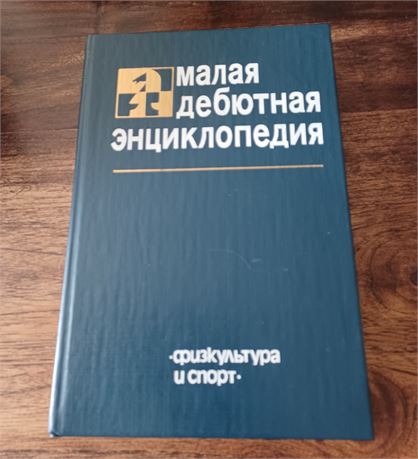 малая
дебютная
энциклопедия
·физкультура
и спорт·